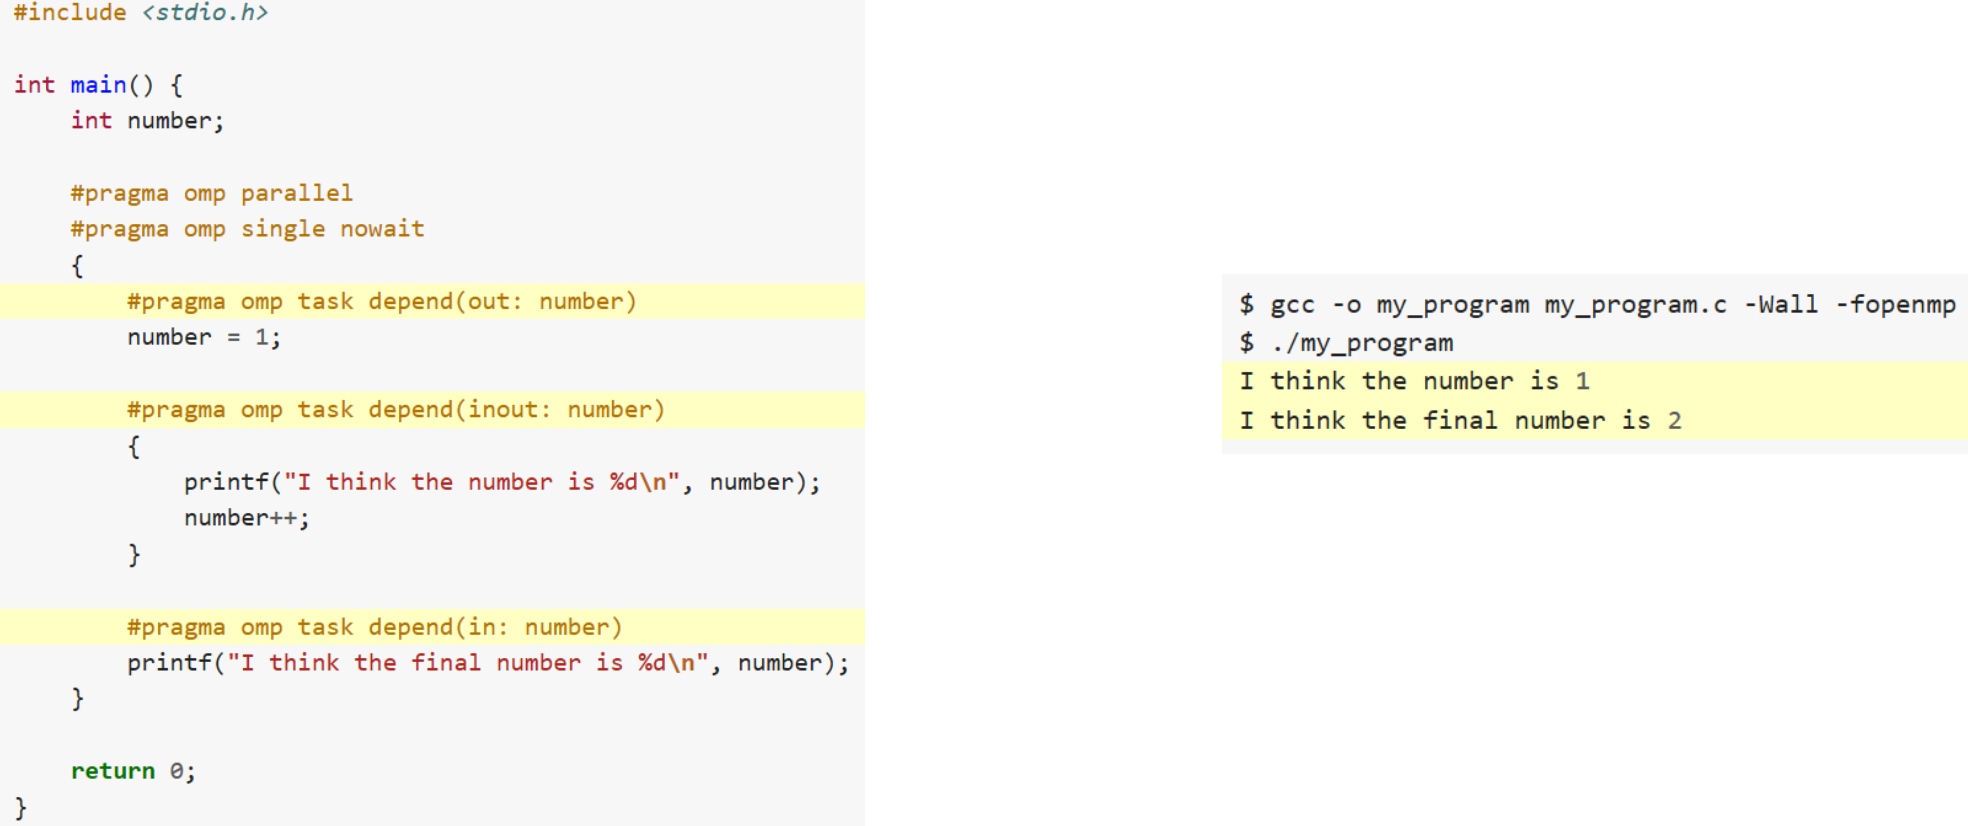 #include <stdio.h>
int main() {
    int number;
    #pragma omp parallel
    #pragma omp single nowait
    {
        #pragma omp task depend(out: number)
        number = 1;
        #pragma omp task depend(inout: number)
        {
            printf("I think the number is %d\n", number);
            number++;
        }
        #pragma omp task depend(in: number)
        printf("I think the final number is %d\n", number);
    }
    return 0;
}
$ gcc -o my_program my_program.c -Wall -fopenmp
$ ./my_program
I think the number is 1
I think the final number is 2